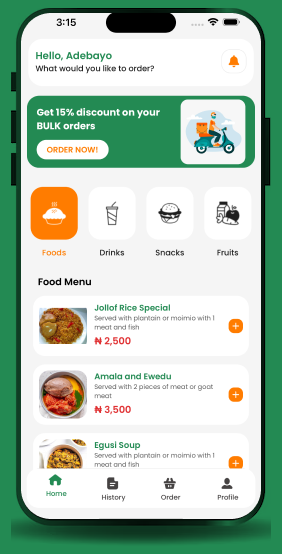 3:15
Hello, Adebayo
What would you like to order?
Get 15% discount on your
BULK orders
ORDER NOW!
Foods
Drinks
Snacks
Fruits
Food Menu
Jollof Rice Special
Served with plantain or moimio with 1
meat and fish
₦ 2,500
Amala and Ewedu
Served with 2 pieces of meat or goat
meat
₦ 3,500
Egusi Soup
Served with plantain or moimio with 1
meat and fish
Home
History
Order
Profile